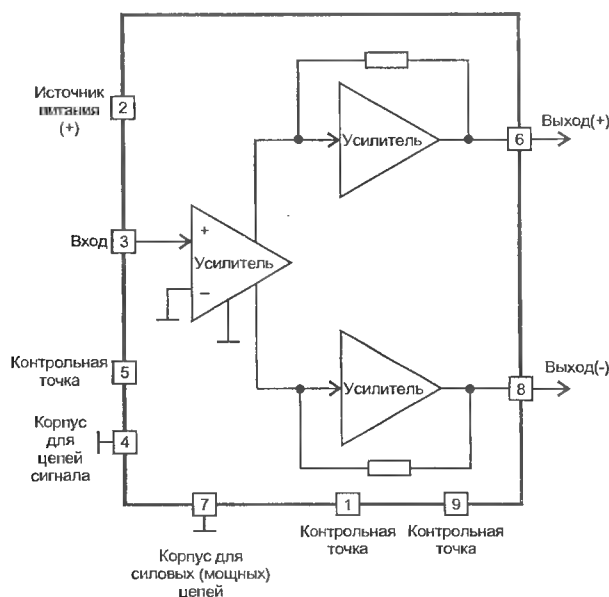 Источник
питания
(+)
2
Усилитель
6
Выход(+)
Вход
3
+
Усилитель
−
Контрольная
точка
5
Усилитель
8
Выход(-)
Корпус
для
цепей
сигнала
4
7
1
9
Корпус для
силовых (мощных)
цепей
Контрольная
точка
Контрольная
точка